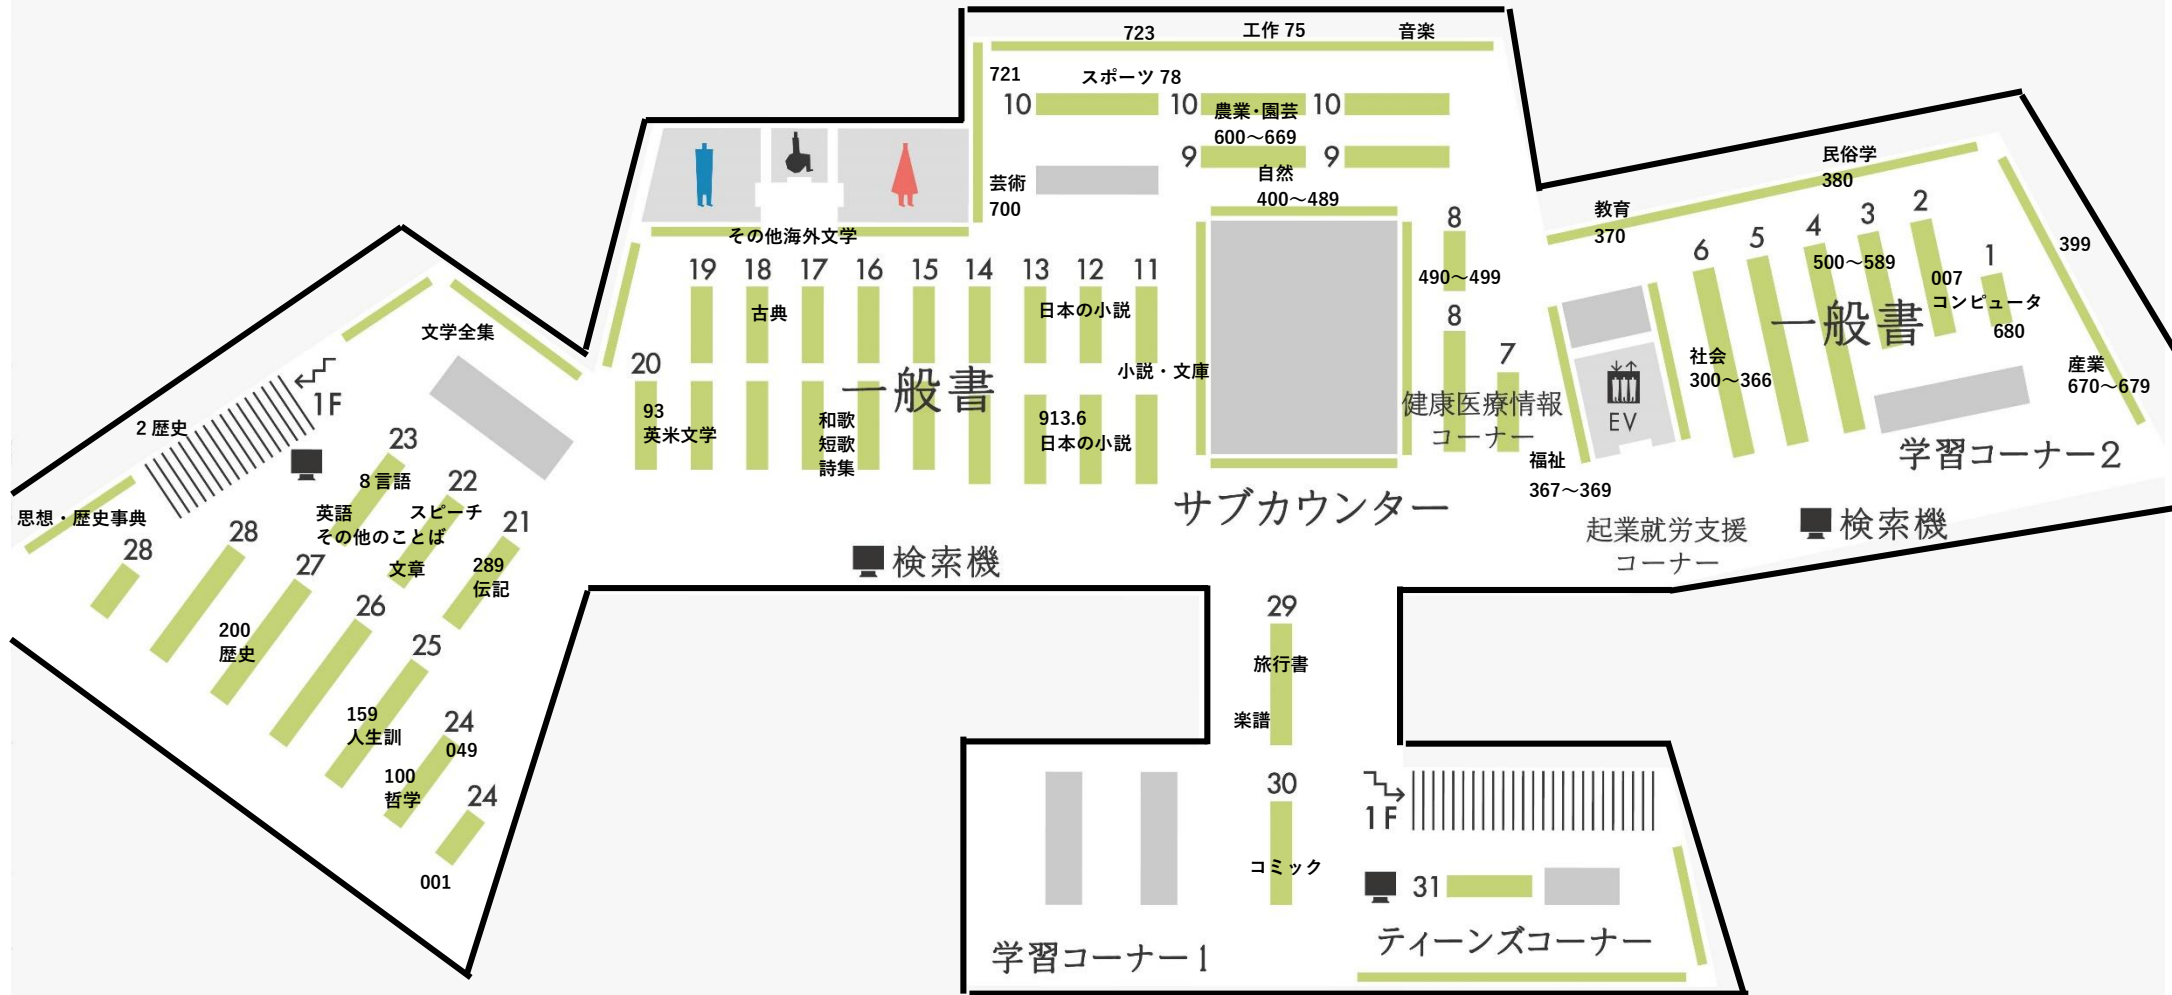 723
工作 75
音楽
721
スポーツ 78
10
10
農業・園芸
600～669
10
9
9
自然
400～489
芸術
700
その他海外文学
19
18
17
16
15
14
13
12
11
古典
日本の小説
小説・文庫
20
93
英米文学
一般書
和歌
短歌
詩集
913.6
日本の小説
8
490～499
8
7
健康医療情報
コーナー
サブカウンター
検索機
教育
370
民俗学
380
399
6
5
4
3
2
1
500～589
007
コンピュータ
680
一般書
社会
300～366
産業
670～679
EV
福祉
367～369
学習コーナー2
起業就労支援
コーナー
検索機
文学全集
1F
2 歴史
思想・歴史事典
23
8 言語
英語
その他のことば
22
スピーチ
文章
21
289
伝記
28
28
27
200
歴史
26
25
159
人生訓
24
049
100
哲学
24
001
29
旅行書
楽譜
30
コミック
1F
31
学習コーナー1
ティーンズコーナー